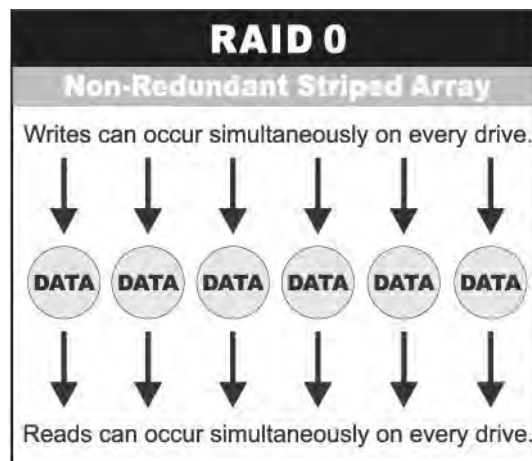 RAID 0
Non-Redundant Striped Array
Writes can occur simultaneously on every drive.
DATA DATA DATA DATA DATA DATA
Reads can occur simultaneously on every drive.